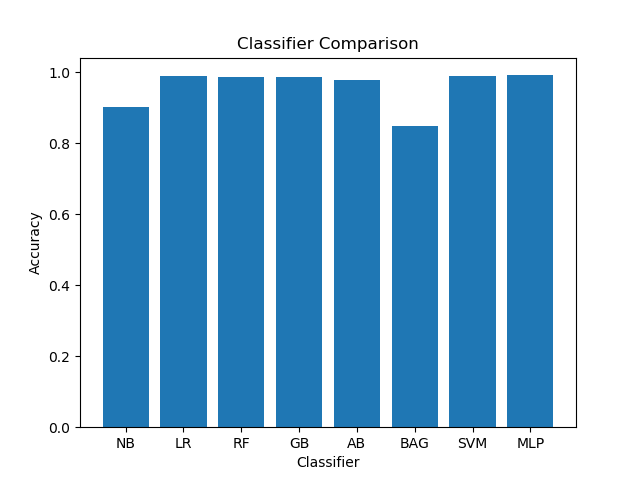 Classifier Comparison
Accuracy
1.0
0.8
0.6
0.4
0.2
0.0
NB LR RF GB AB BAG SVM MLP
Classifier